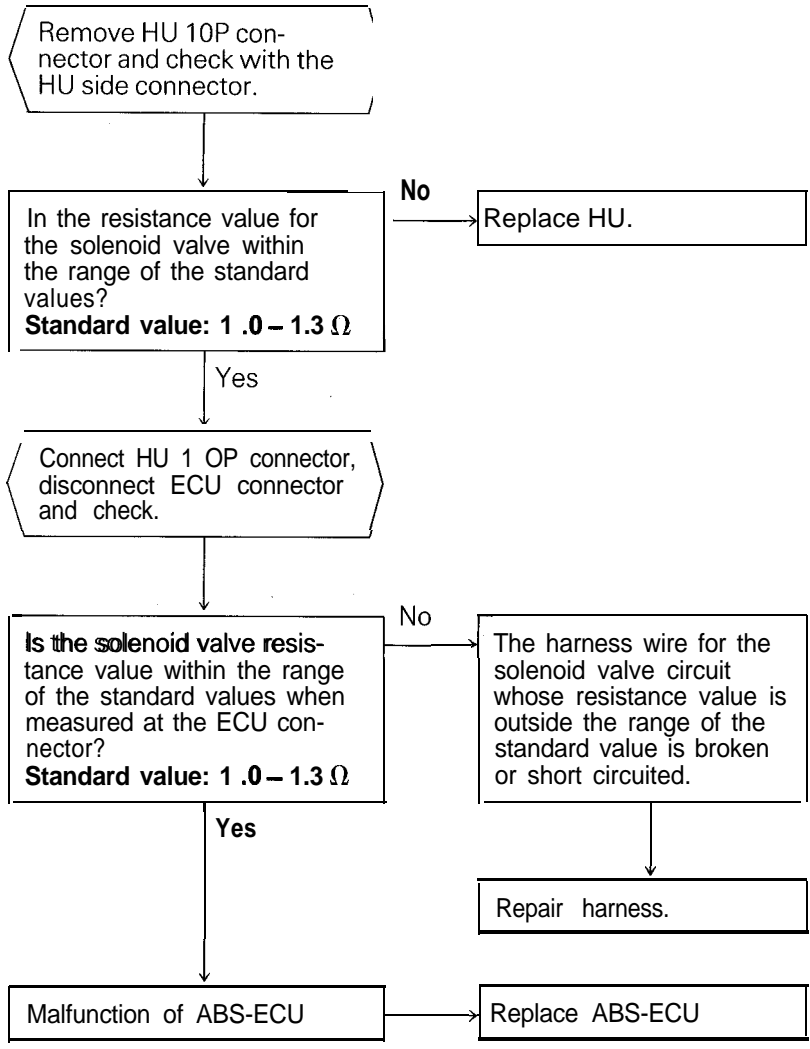 Remove HU 10P con-
nector and check with the
HU side connector.
No
In the resistance value for
the solenoid valve within
the range of the standard
values?
Standard value: 1 .0 – 1.3 Ω
Replace HU.
Yes
Connect HU 1 OP connector,
disconnect ECU connector
and check.
No
Is the solenoid valve resis-
tance value within the range
of the standard values when
measured at the ECU con-
nector?
Standard value: 1 .0 – 1.3 Ω
The harness wire for the
solenoid valve circuit
whose resistance value is
outside the range of the
standard value is broken
or short circuited.
Yes
Repair harness.
Malfunction of ABS-ECU
Replace ABS-ECU